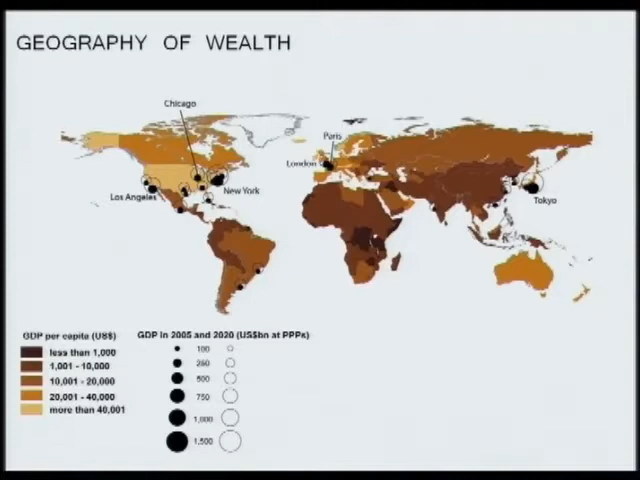 GEOGRAPHY OF WEALTH
Chicago
Paris
London
Los Angeles
New York
Tokyo
GDP per capita (US$)
less than 1,000
1,001 - 10,000
10,001 - 20,000
20,001 - 40,000
more than 40,001
GDP in 2005 and 2020 (US$bn at PPPs)
100
250
500
750
1,000
1,500